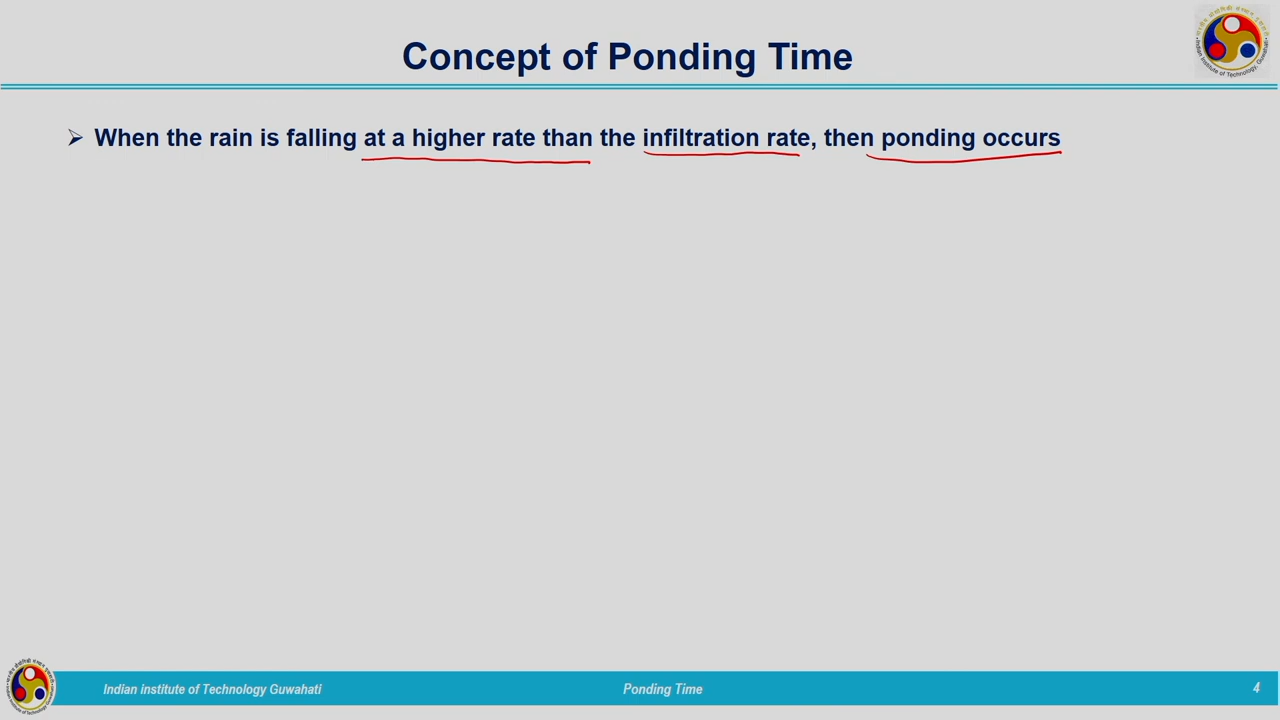 Concept of Ponding Time
➢ When the rain is falling at a higher rate than the infiltration rate, then ponding occurs
Indian institute of Technology Guwahati
Ponding Time
4